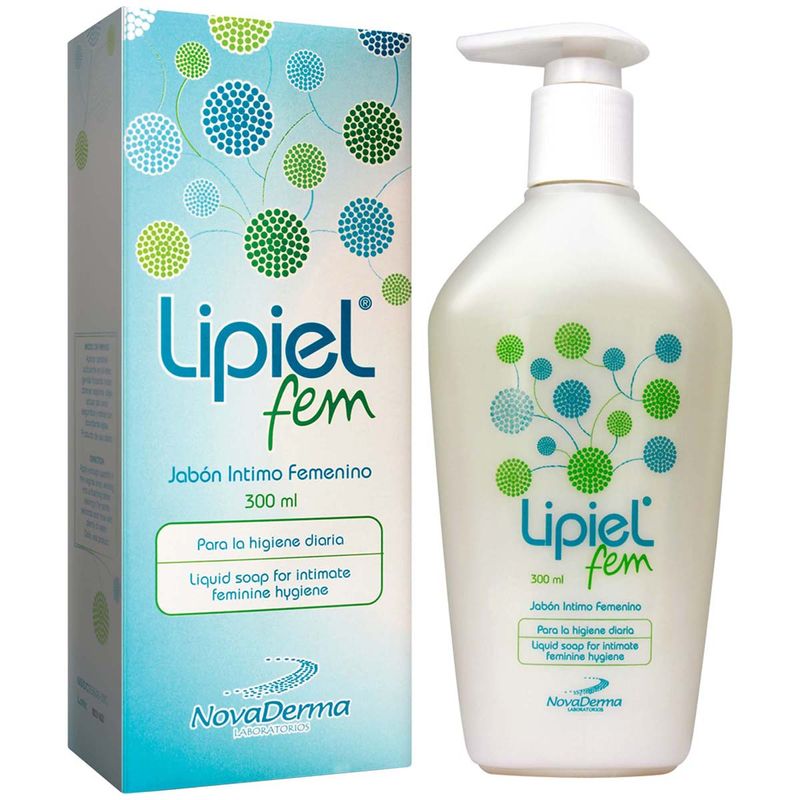 Lipiel®
fem
Jabón Intimo Femenino
300 ml
Para la higiene diaria
Liquid soap for intimate
feminine hygiene
NovaDerma
LABORATORIOS
Lipiel®
fem
300 ml
Jabón Intimo Femenino
Para la higiene diaria
Liquid soap for intimate
feminine hygiene
NovaDerma
LABORATORIOS